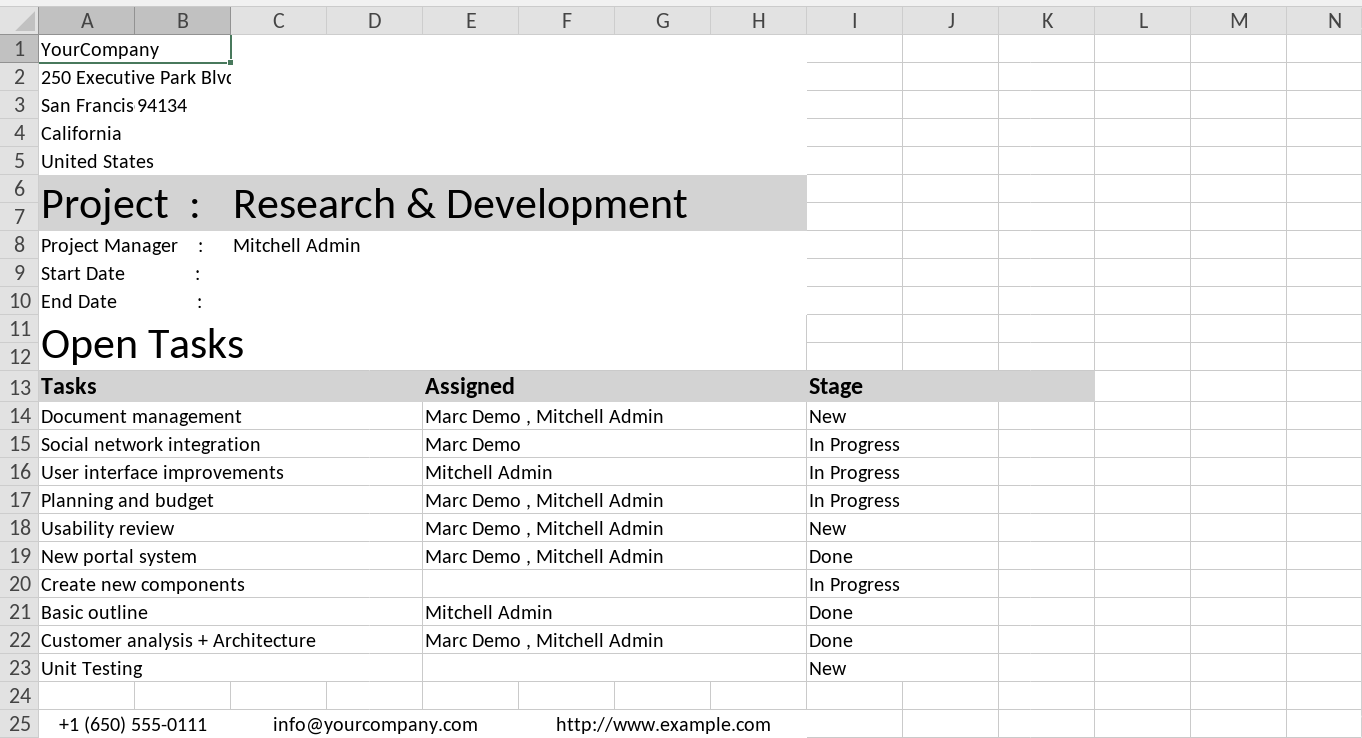 A B C D E F G H I J K L M N
1 YourCompany
2 250 Executive Park Blvd
3 San Francis 94134
4 California
5 United States
6
7 Project : Research & Development
8 Project Manager : Mitchell Admin
9 Start Date :
10 End Date :
11
12 Open Tasks
13 Tasks Assigned Stage
14 Document management Marc Demo , Mitchell Admin New
15 Social network integration Marc Demo In Progress
16 User interface improvements Mitchell Admin In Progress
17 Planning and budget Marc Demo , Mitchell Admin In Progress
18 Usability review Marc Demo , Mitchell Admin New
19 New portal system Marc Demo , Mitchell Admin Done
20 Create new components In Progress
21 Basic outline Mitchell Admin Done
22 Customer analysis + Architecture Marc Demo , Mitchell Admin Done
23 Unit Testing New
24
25 +1 (650) 555-0111 info@yourcompany.com http://www.example.com